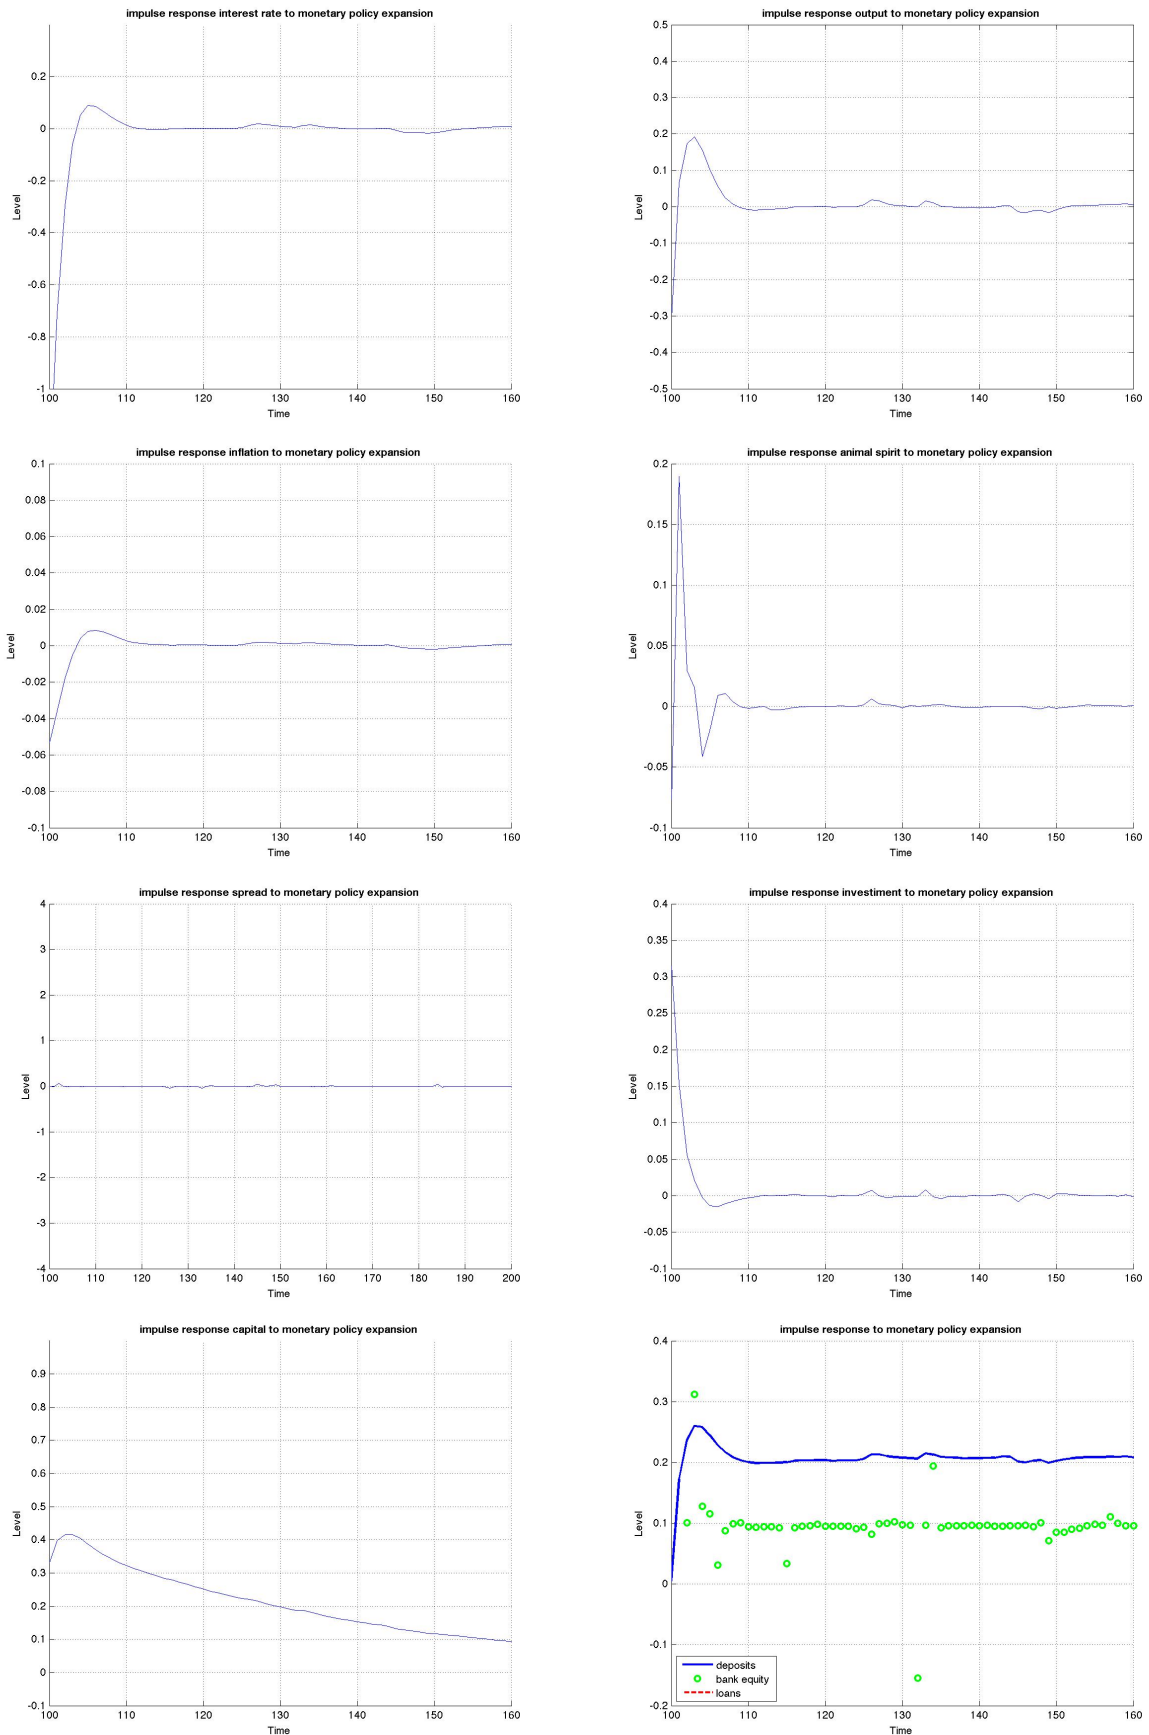 impulse response interest rate to monetary policy expansion
0.2
0
-0.2
-0.4
-0.6
-0.8
-1
Level
100 110 120 130 140 150 160
Time
impulse response output to monetary policy expansion
0.5
0.4
0.3
0.2
0.1
0
-0.1
-0.2
-0.3
-0.4
-0.5
Level
100 110 120 130 140 150 160
Time
impulse response inflation to monetary policy expansion
0.1
0.08
0.06
0.04
0.02
0
-0.02
-0.04
-0.06
-0.08
-0.1
Level
100 110 120 130 140 150 160
Time
impulse response animal spirit to monetary policy expansion
0.2
0.15
0.1
0.05
0
-0.05
-0.1
Level
100 110 120 130 140 150 160
Time
impulse response spread to monetary policy expansion
4
3
2
1
0
-1
-2
-3
-4
Level
100 110 120 130 140 150 160 170 180 190 200
Time
impulse response investiment to monetary policy expansion
0.4
0.35
0.3
0.25
0.2
0.15
0.1
0.05
0
-0.05
-0.1
Level
100 110 120 130 140 150 160
Time
impulse response capital to monetary policy expansion
0.9
0.8
0.7
0.6
0.5
0.4
0.3
0.2
0.1
0
-0.1
Level
100 110 120 130 140 150 160
Time
impulse response to monetary policy expansion
0.4
0.3
0.2
0.1
0
-0.1
-0.2
Level
deposits
bank equity
loans
100 110 120 130 140 150 160
Time